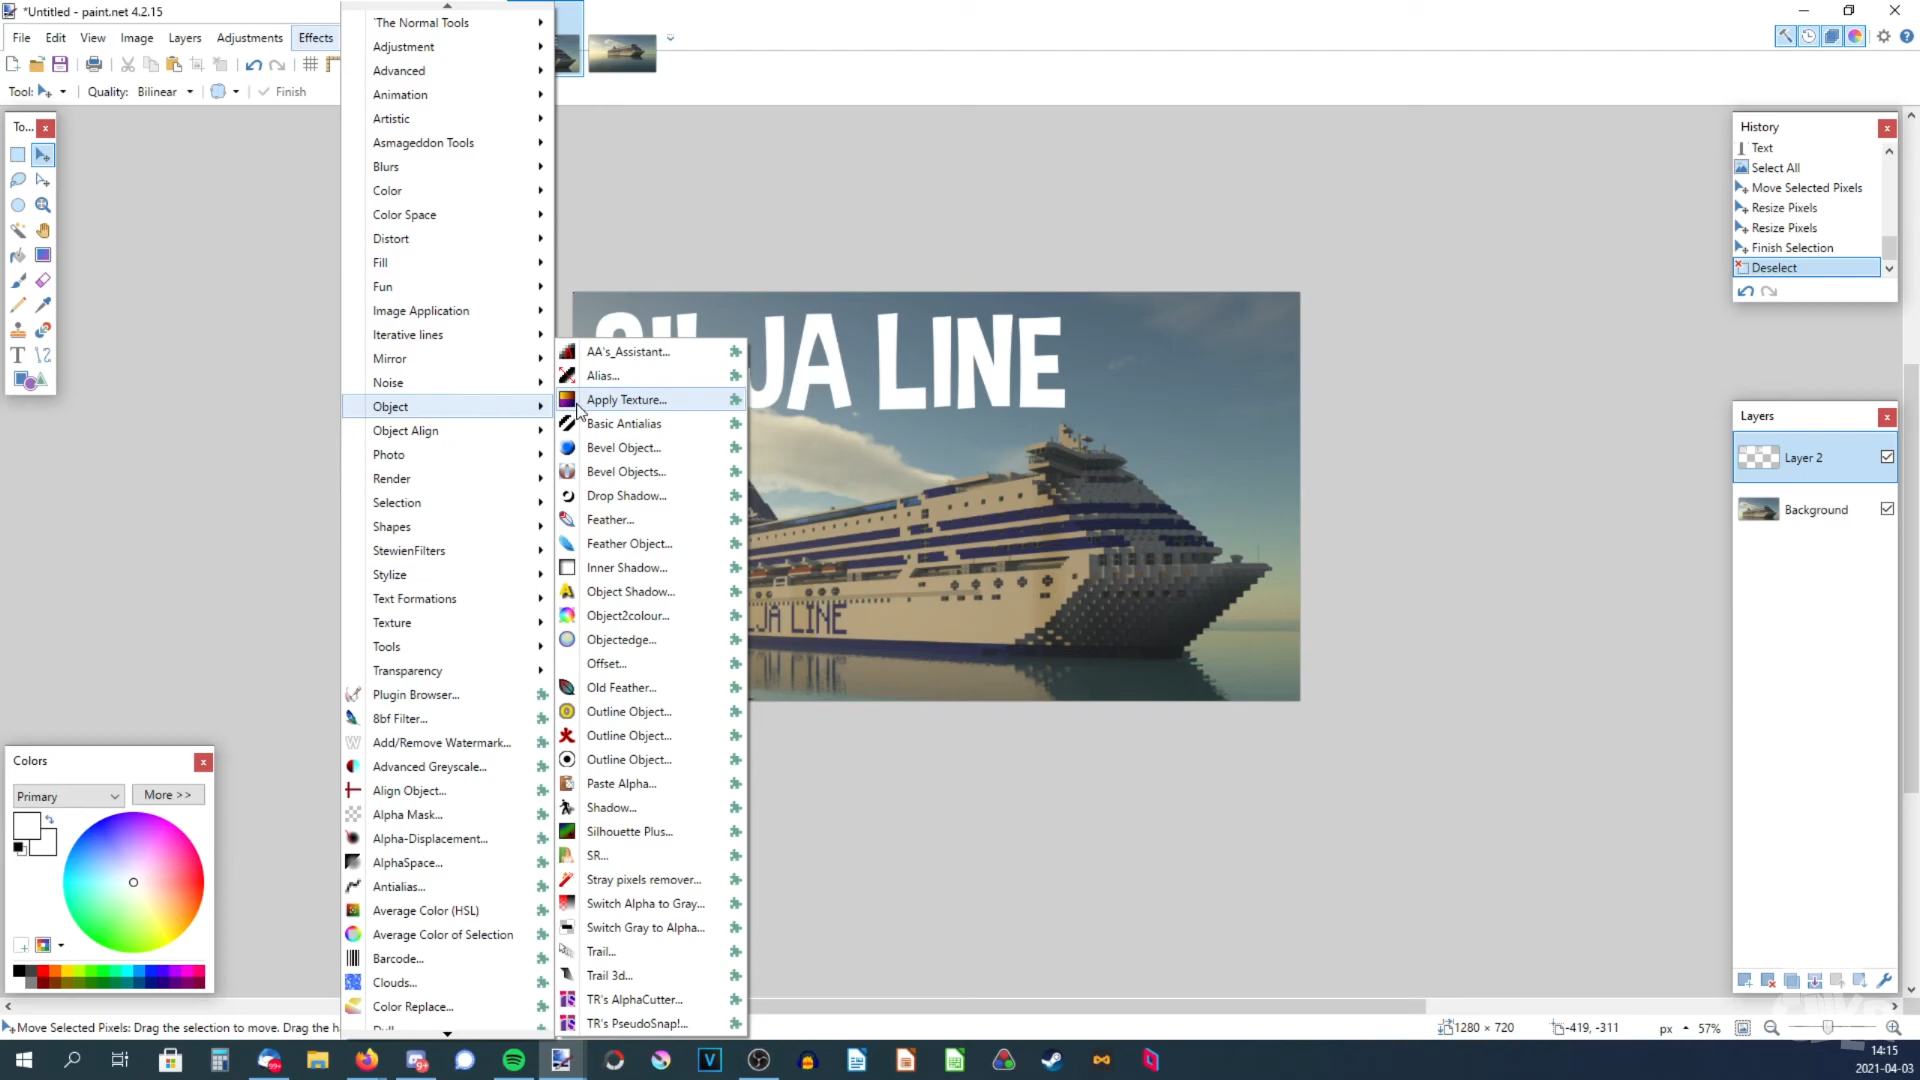 *Untitled - paint.net 4.2.15
File Edit View Image Layers Adjustments Effects
Tool: Quality: Bilinear Finish
To...
'The Normal Tools
Adjustment
Advanced
Animation
Artistic
Asmageddon Tools
Blurs
Color
Color Space
Distort
Fill
Fun
Image Application
Iterative lines
Mirror
Noise
Object
Object Align
Photo
Render
Selection
Shapes
StewienFilters
Stylize
Text Formations
Texture
Tools
Transparency
Plugin Browser...
8bf Filter...
Add/Remove Watermark...
Advanced Greyscale...
Align Object...
Alpha Mask...
Alpha-Displacement...
AlphaSpace...
Antialias...
Average Color (HSL)
Average Color of Selection
Barcode...
Clouds...
Color Replace...
AA's_Assistant...
Alias...
Apply Texture...
Basic Antialias
Bevel Object...
Bevel Objects...
Drop Shadow...
Feather...
Feather Object...
Inner Shadow...
Object Shadow...
Object2colour...
Objectedge...
Offset...
Old Feather...
Outline Object...
Outline Object...
Outline Object...
Paste Alpha...
Shadow...
Silhouette Plus...
SR...
Stray pixels remover...
Switch Alpha to Gray...
Switch Gray to Alpha...
Trail...
Trail 3d...
TR's AlphaCutter...
TR's PseudoSnap!...
JA LINE
JA LINE
History
Text
Select All
Move Selected Pixels
Resize Pixels
Resize Pixels
Finish Selection
Deselect
Layers
Layer 2
Background
Colors
Primary More >>
Move Selected Pixels: Drag the selection to move. Drag the h
1280 × 720 -419, -311 px 57%
99+
9+
V
14:15
2021-04-03